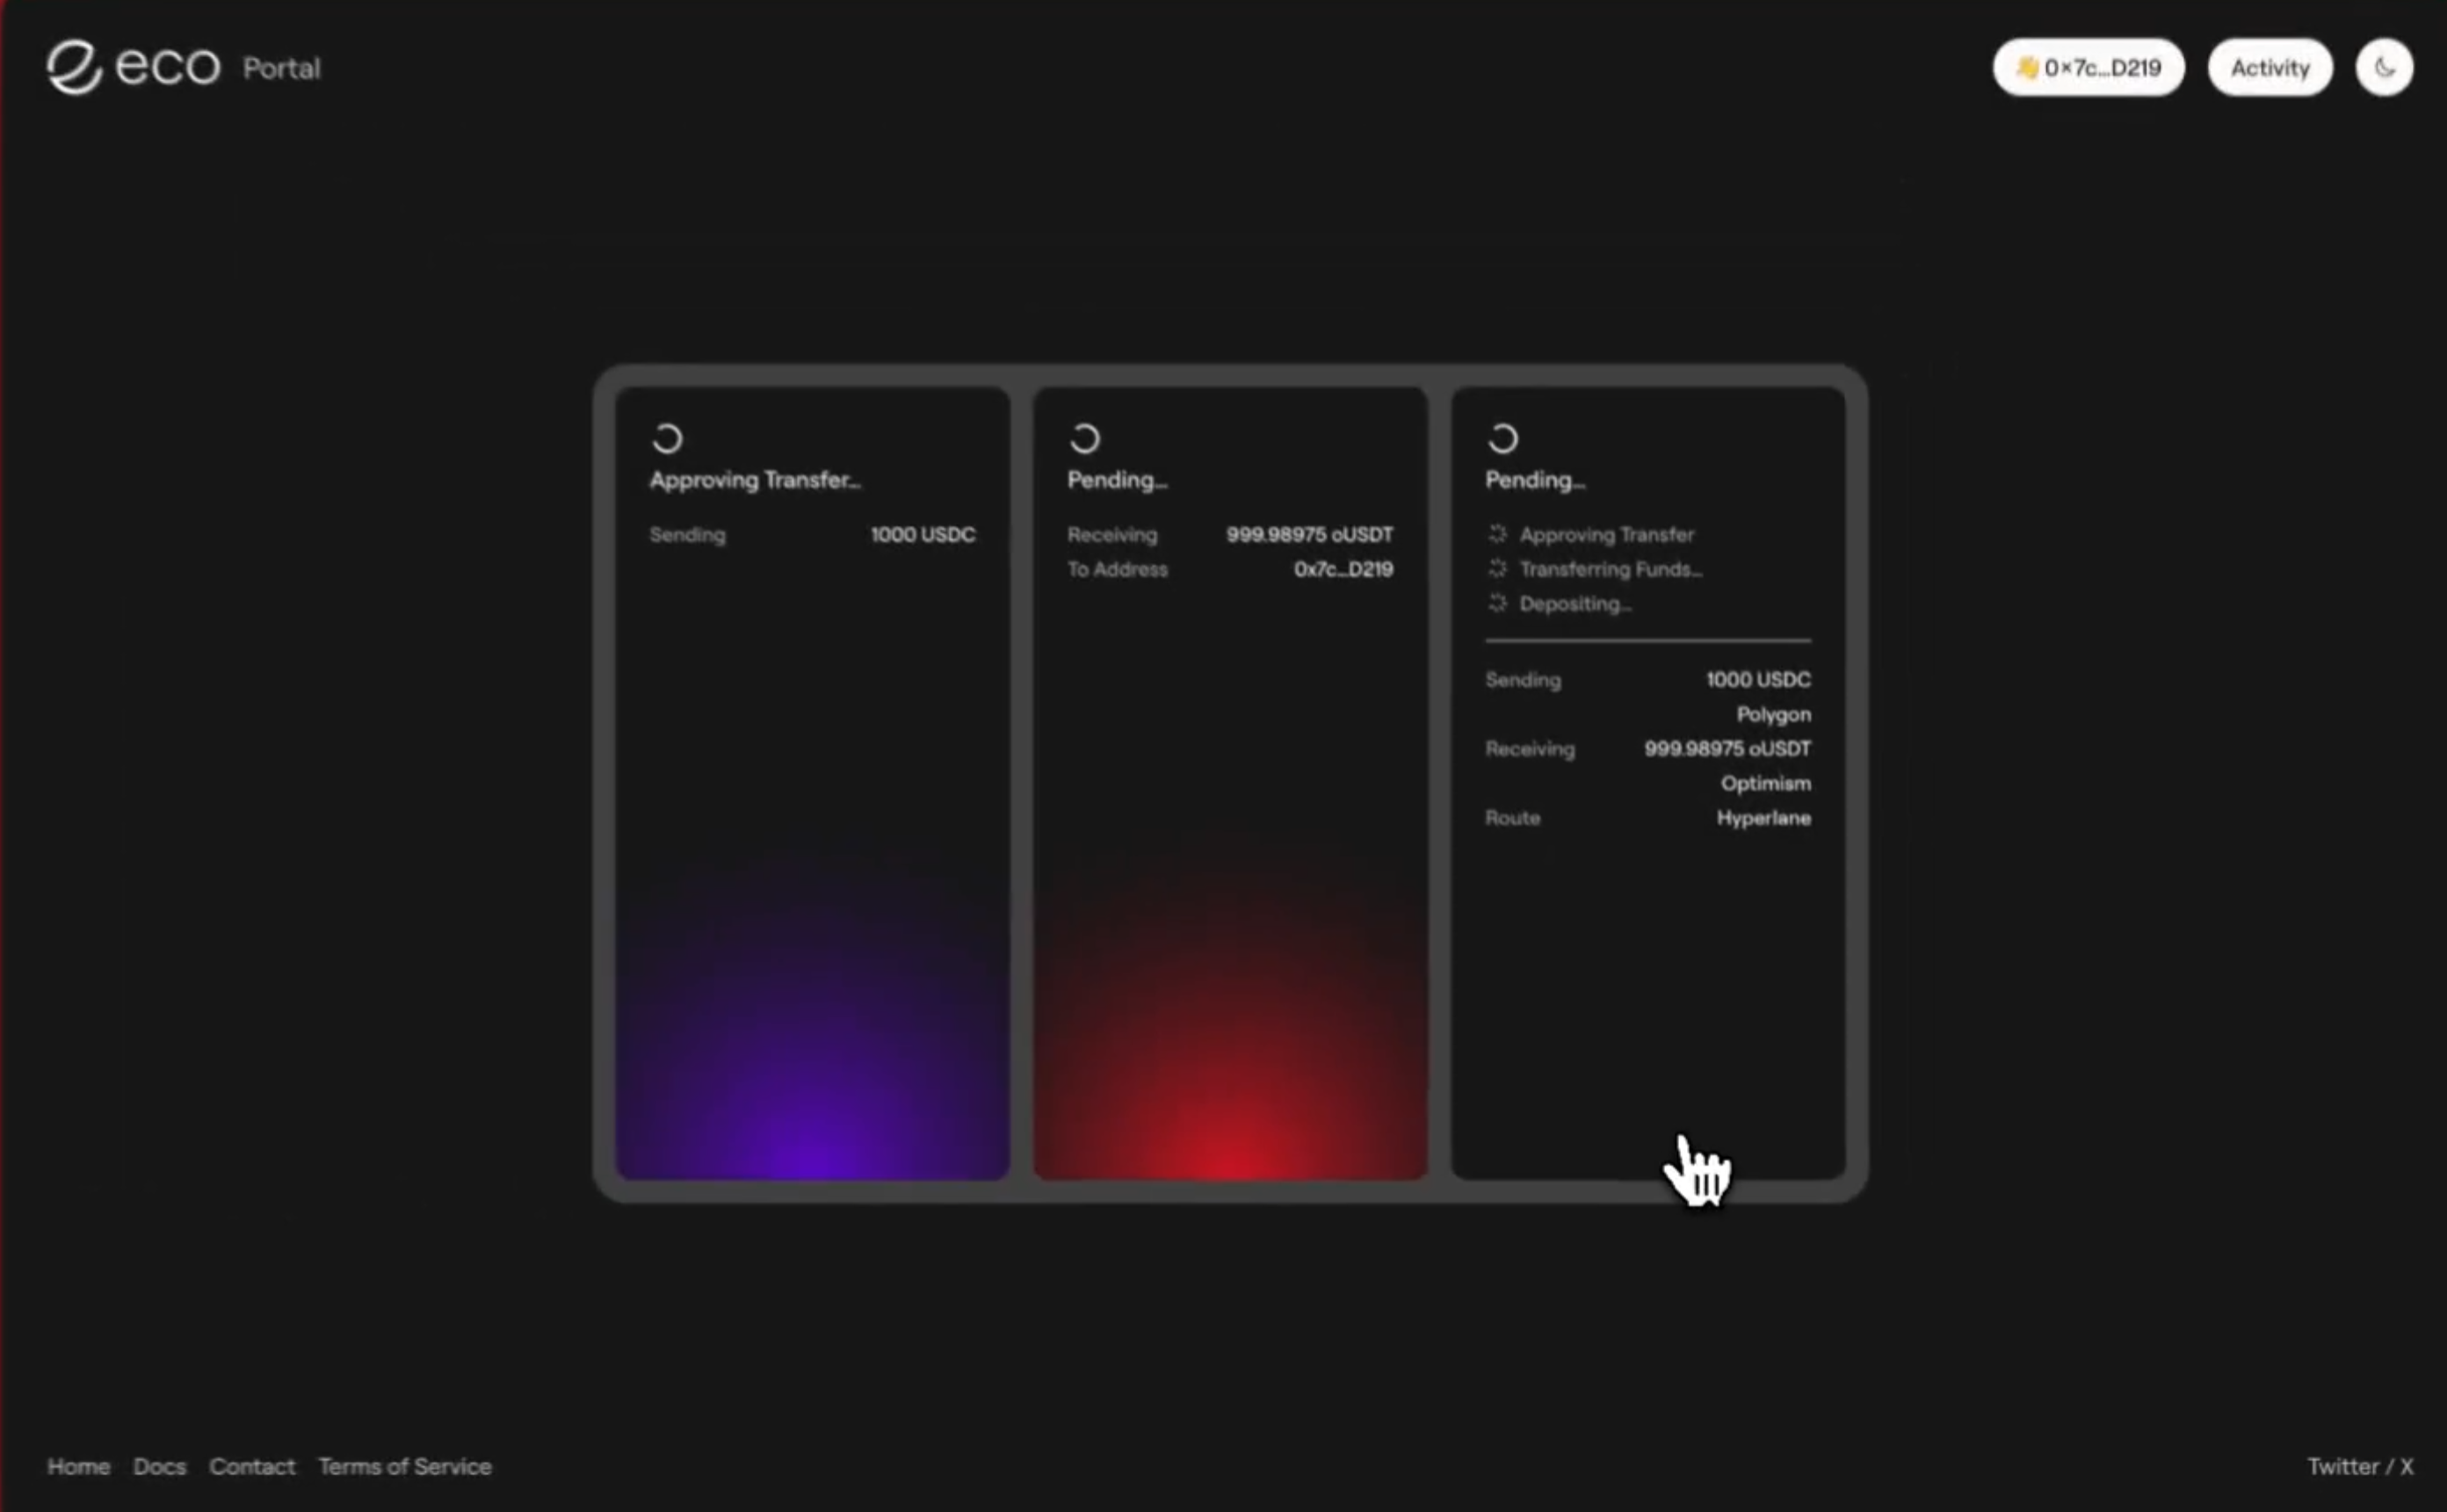 eco Portal
👋 0×7c...D219
Activity
Approving Transfer...
Sending 1000 USDC
Pending...
Receiving 999.98975 oUSDT
To Address 0x7c...D219
Pending...
Approving Transfer
Transferring Funds...
Depositing...
Sending 1000 USDC
Polygon
Receiving 999.98975 oUSDT
Optimism
Route Hyperlane
Home Docs Contact Terms of Service
Twitter / X